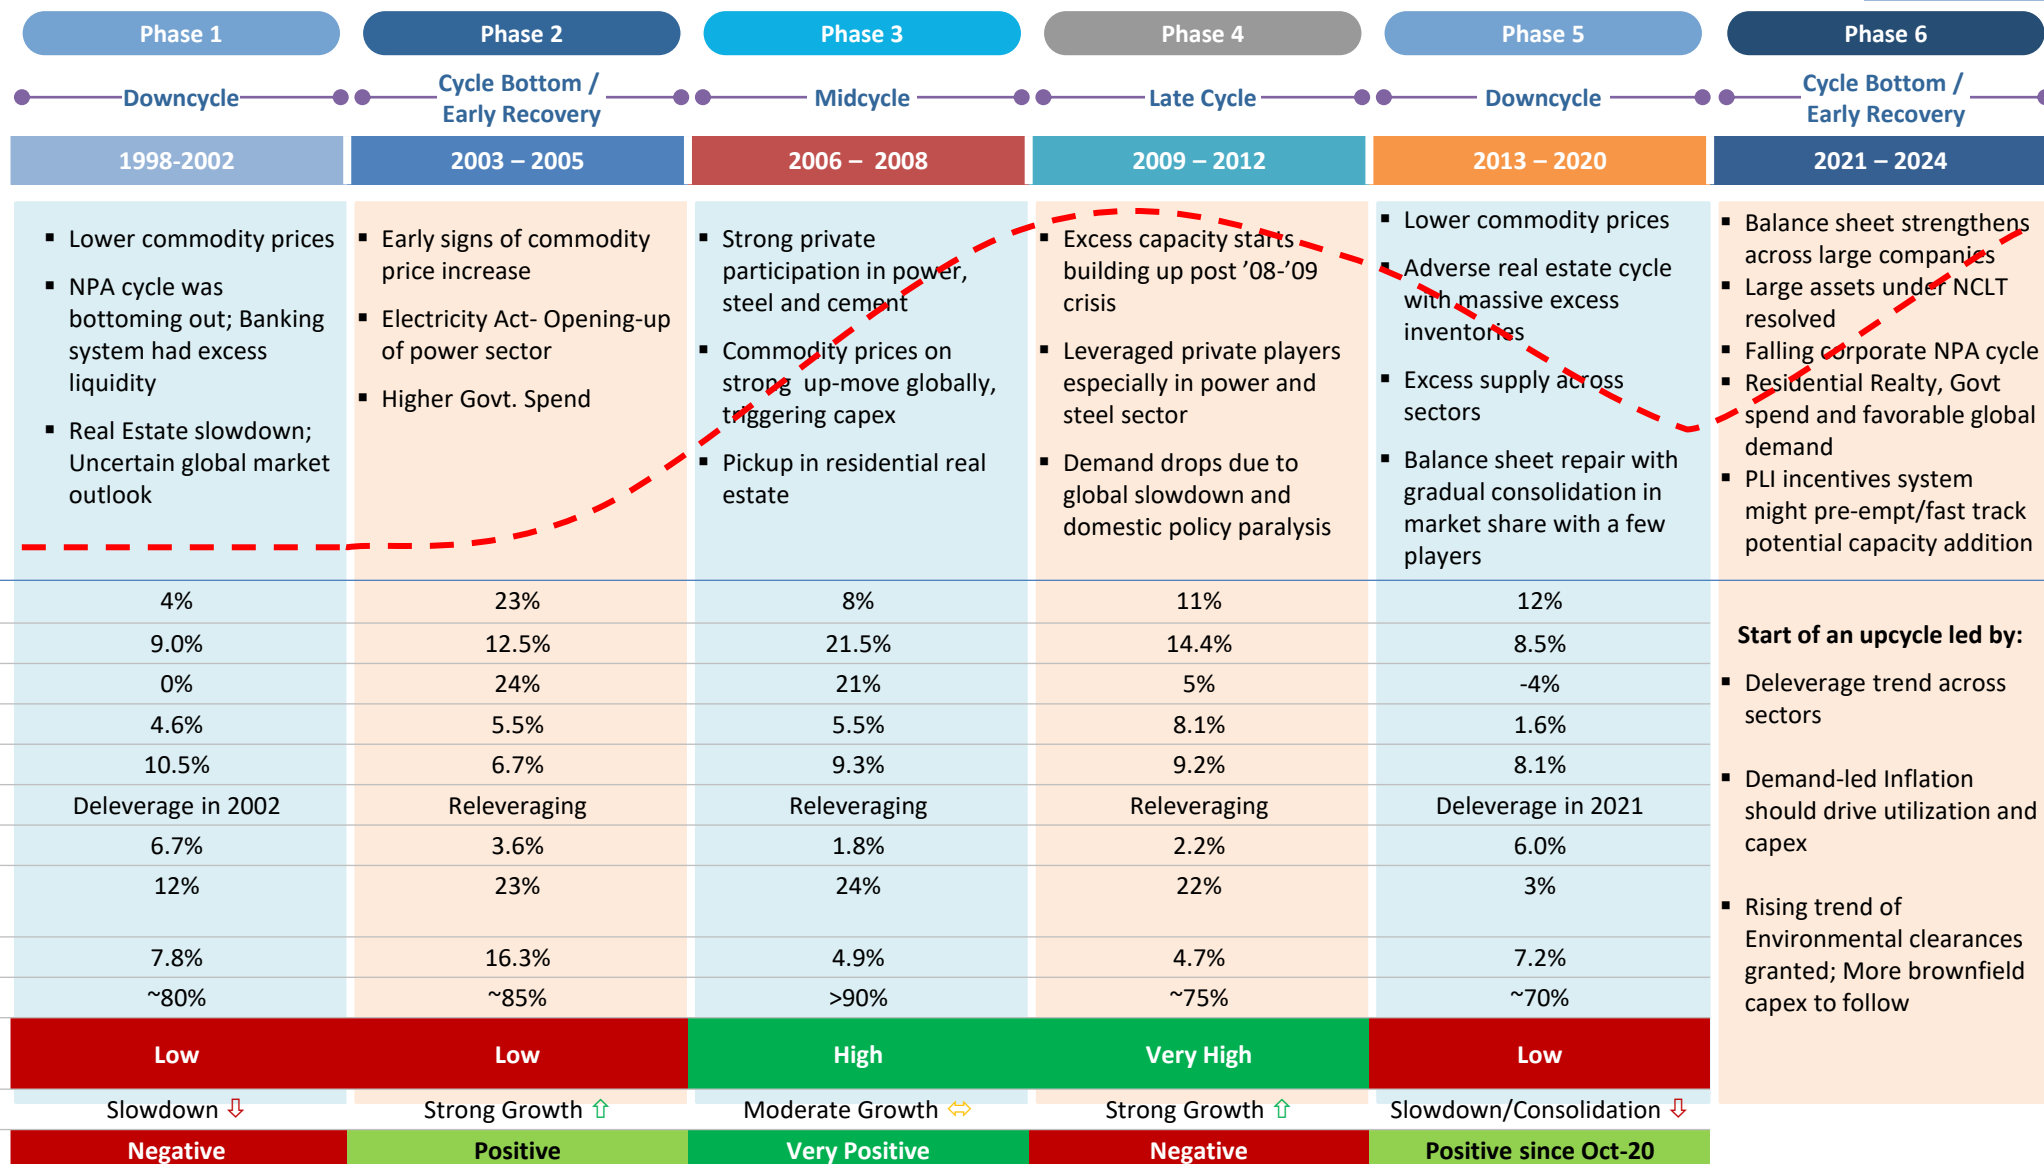 Phase 1
Phase 2
Phase 3
Phase 4
Phase 5
Phase 6
Downcycle
Cycle Bottom /
Early Recovery
Midcycle
Late Cycle
Downcycle
Cycle Bottom /
Early Recovery
1998-2002
2003 – 2005
2006 – 2008
2009 – 2012
2013 – 2020
2021 – 2024
▪ Lower commodity prices
▪ NPA cycle was
bottoming out; Banking
system had excess
liquidity
▪ Real Estate slowdown;
Uncertain global market
outlook
▪ Early signs of commodity
price increase
▪ Electricity Act- Opening-up
of power sector
▪ Higher Govt. Spend
▪ Strong private
participation in power,
steel and cement
▪ Commodity prices on
strong up-move globally,
triggering capex
▪ Pickup in residential real
estate
▪ Excess capacity starts
building up post ’08-’09
crisis
▪ Leveraged private players
especially in power and
steel sector
▪ Demand drops due to
global slowdown and
domestic policy paralysis
▪ Lower commodity prices
▪ Adverse real estate cycle
with massive excess
inventories
▪ Excess supply across
sectors
▪ Balance sheet repair with
gradual consolidation in
market share with a few
players
▪ Balance sheet strengthens
across large companies
▪ Large assets under NCLT
resolved
▪ Falling corporate NPA cycle
▪ Residential Realty, Govt
spend and favorable global
demand
▪ PLI incentives system
might pre-empt/fast track
potential capacity addition
4% 23% 8% 11% 12%
9.0% 12.5% 21.5% 14.4% 8.5%
0% 24% 21% 5% -4%
4.6% 5.5% 5.5% 8.1% 1.6%
10.5% 6.7% 9.3% 9.2% 8.1%
Deleverage in 2002 Releveraging Releveraging Releveraging Deleverage in 2021
6.7% 3.6% 1.8% 2.2% 6.0%
12% 23% 24% 22% 3%
7.8% 16.3% 4.9% 4.7% 7.2%
~80% ~85% >90% ~75% ~70%
Low Low High Very High Low
Slowdown ⇩ Strong Growth ⇧ Moderate Growth ⬄ Strong Growth ⇧ Slowdown/Consolidation ⇩
Negative Positive Very Positive Negative Positive since Oct-20
Start of an upcycle led by:
▪ Deleverage trend across
sectors
▪ Demand-led Inflation
should drive utilization and
capex
▪ Rising trend of
Environmental clearances
granted; More brownfield
capex to follow